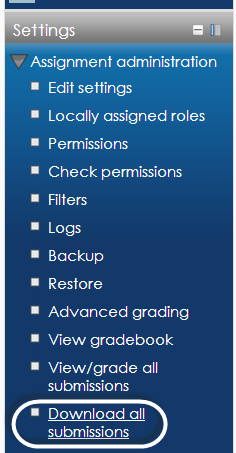 Settings
Assignment administration
Edit settings
Locally assigned roles
Permissions
Check permissions
Filters
Logs
Backup
Restore
Advanced grading
View gradebook
View/grade all
submissions
Download all
submissions